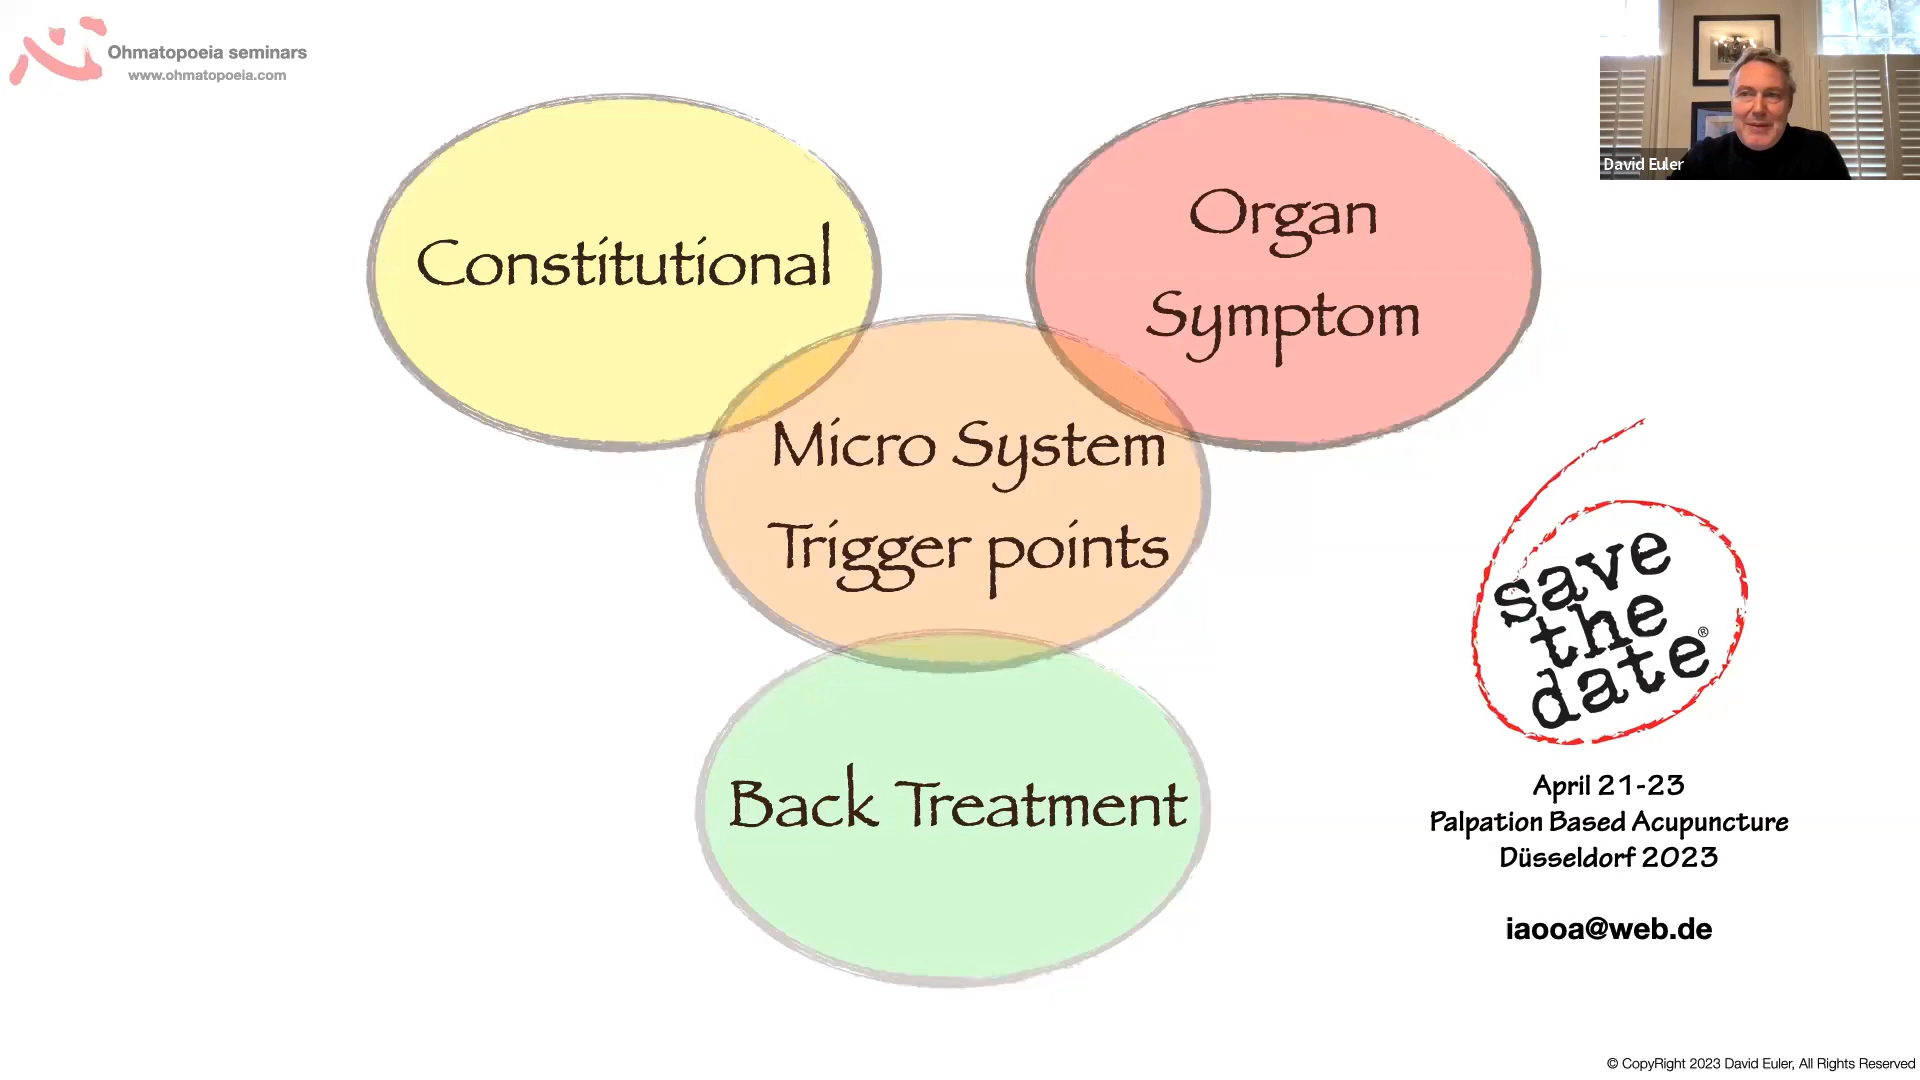 Ohmatopoeia seminars
www.ohmatopoeia.com
David Euler
Constitutional
Organ
Symptom
Micro System
Trigger points
Back Treatment
save
the
date®
April 21-23
Palpation Based Acupuncture
Düsseldorf 2023
iaooa@web.de
© CopyRight 2023 David Euler, All Rights Reserved